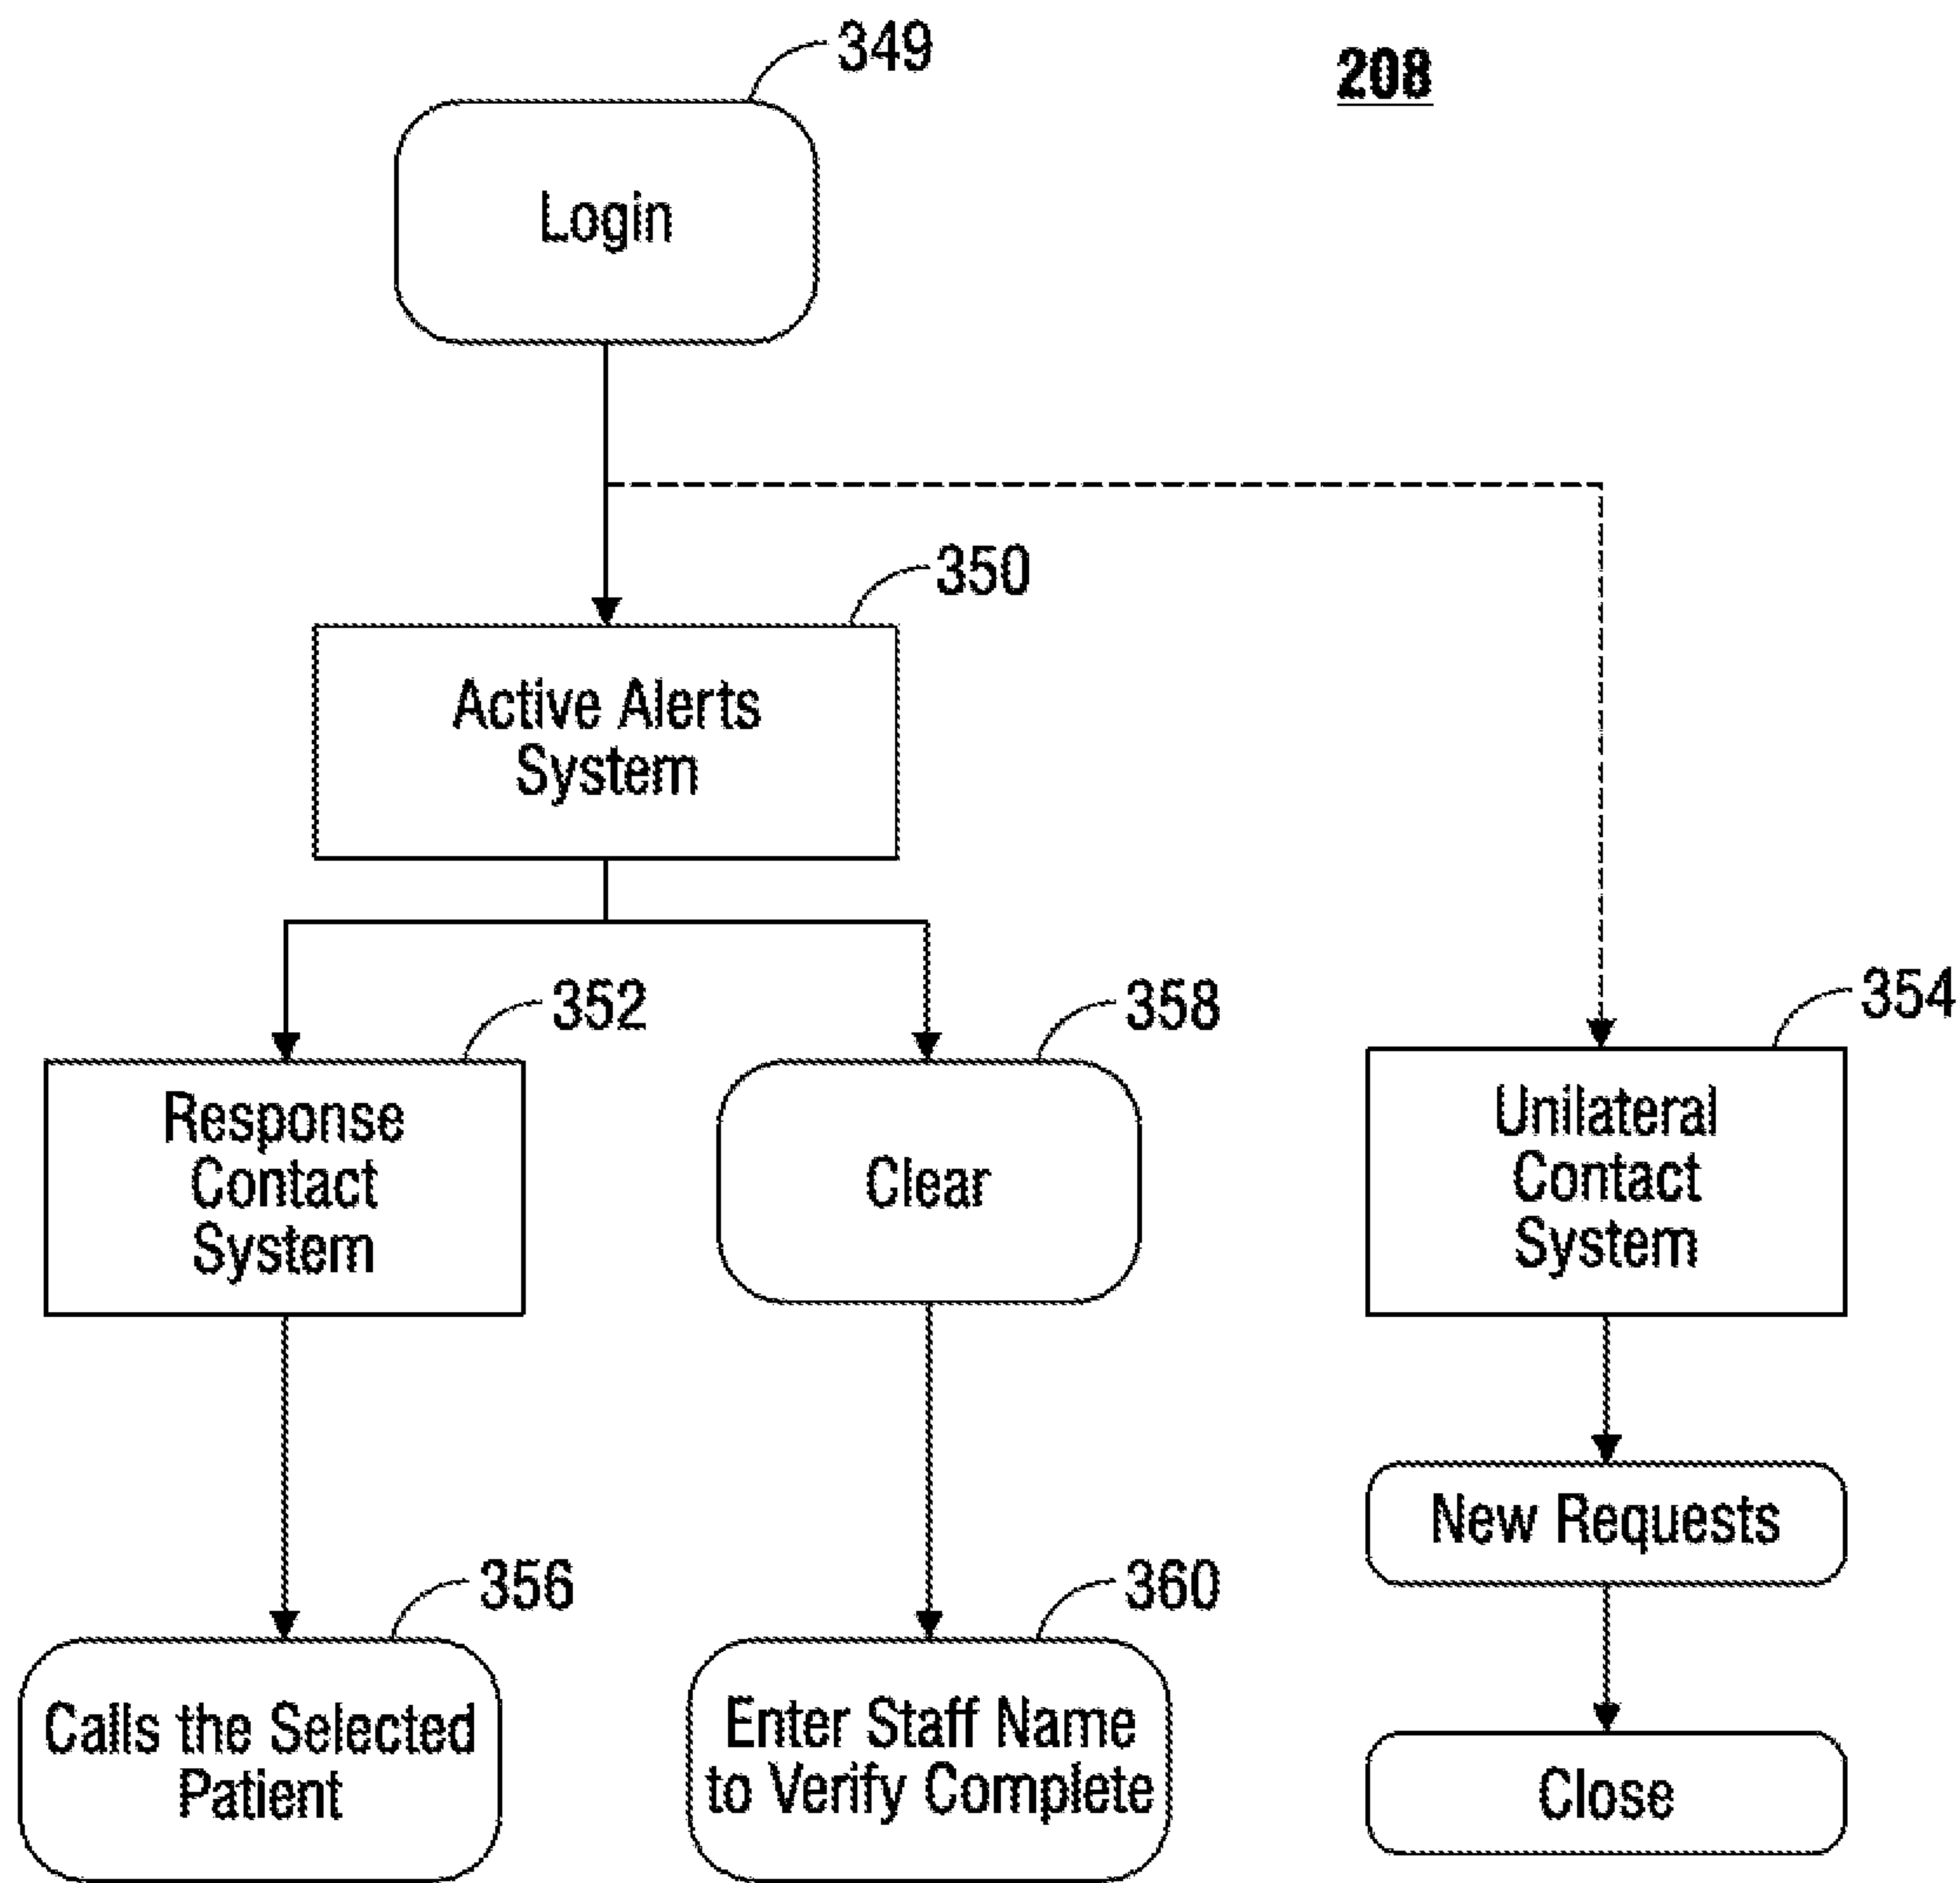 349
208
Login
350
Active Alerts
System
352
358
354
Response
Contact
System
Clear
Unilateral
Contact
System
New Requests
356
360
Calls the Selected
Patient
Enter Staff Name
to Verify Complete
Close